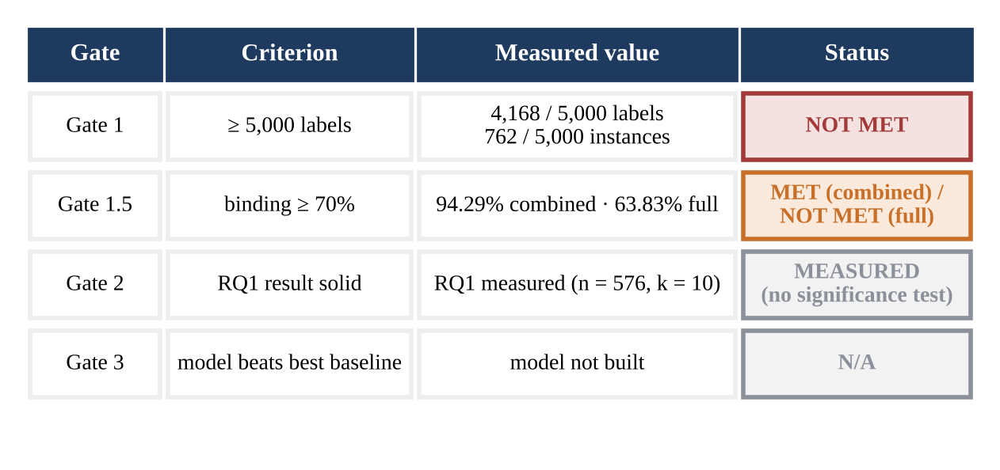 Gate Criterion Measured value Status
Gate 1 ≥ 5,000 labels 4,168 / 5,000 labels NOT MET
762 / 5,000 instances
Gate 1.5 binding ≥ 70% 94.29% combined · 63.83% full MET (combined) /
NOT MET (full)
Gate 2 RQ1 result solid RQ1 measured (n = 576, k = 10) MEASURED
(no significance test)
Gate 3 model beats best baseline model not built N/A